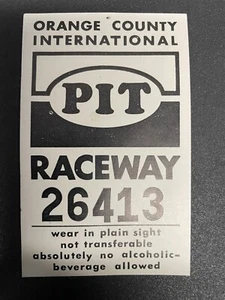 ORANGE COUNTY
INTERNATIONAL
PIT
RACEWAY
26413
wear in plain sight
not transferable
absolutely no alcoholic-
beverage allowed